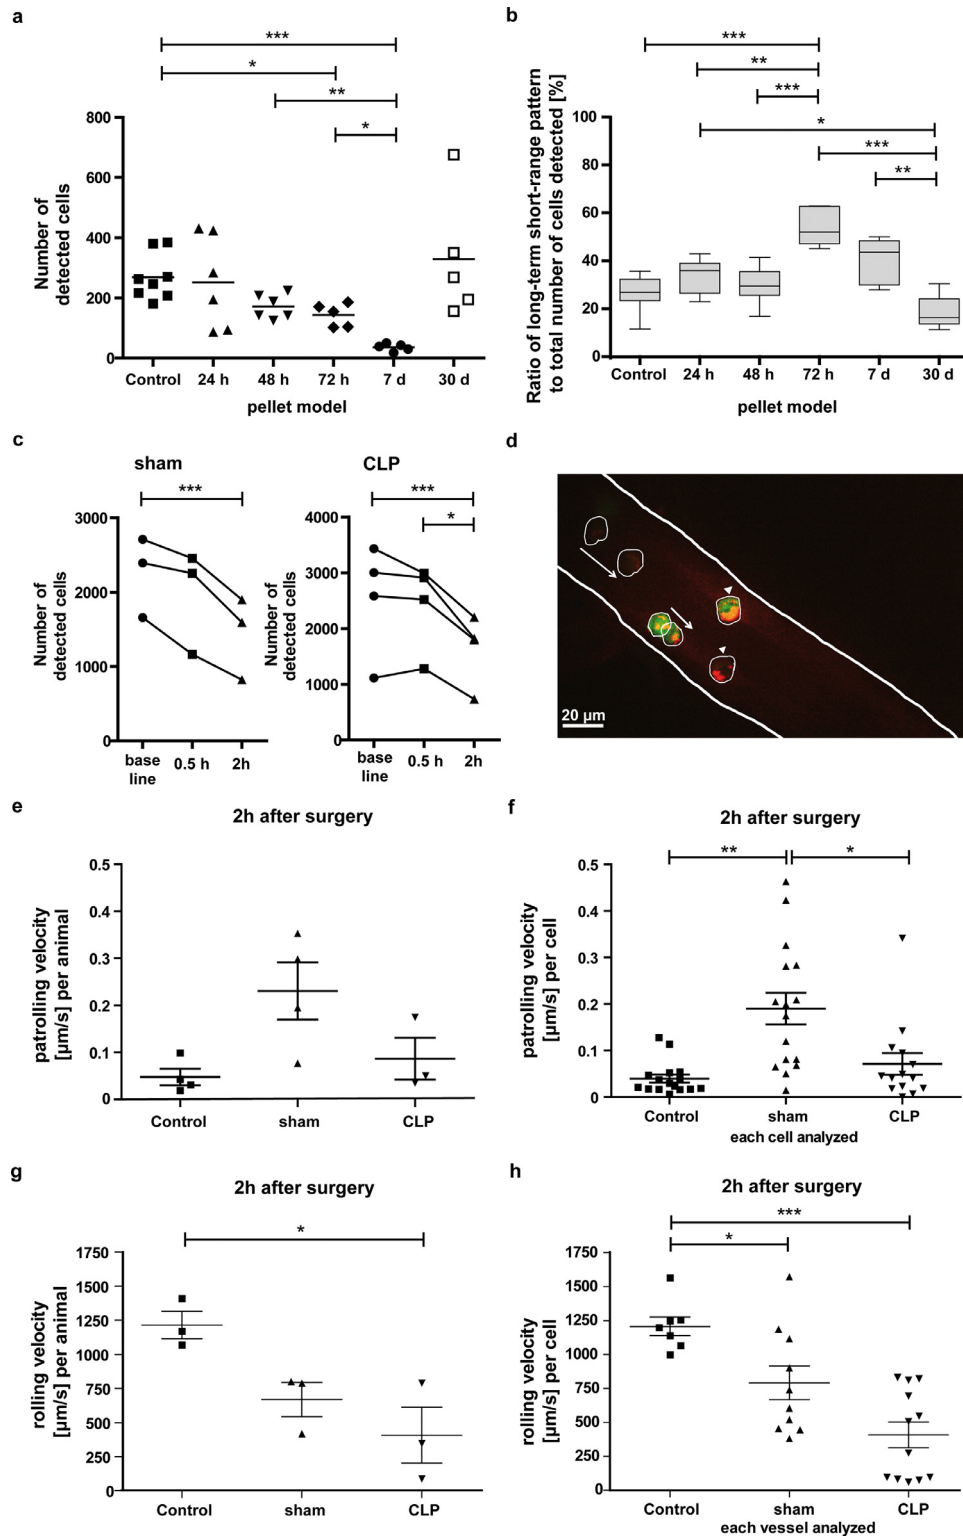 a
***
*
**
*
Number of
detected cells
800
600
400
200
0
Control 24 h 48 h 72 h 7 d 30 d
pellet model
b
***
**
***
*
***
**
Ratio of long-term short-range pattern
to total number of cells detected [%]
100
80
60
40
20
0
Control 24 h 48 h 72 h 7 d 30 d
pellet model
c
sham
***
Number of
detected cells
3000
2000
1000
0
base
line
0.5 h 2h
CLP
***
*
Number of
detected cells
4000
3000
2000
1000
0
base
line
0.5 h 2h
d
20 µm
e
2h after surgery
patrolling velocity
[µm/s] per animal
0.5
0.4
0.3
0.2
0.1
0
Control sham CLP
f
2h after surgery
** *
patrolling velocity
[µm/s] per cell
0.5
0.4
0.3
0.2
0.1
0
Control sham CLP
each cell analyzed
g
2h after surgery
*
rolling velocity
[µm/s] per animal
1750
1500
1250
1000
750
500
250
0
Control sham CLP
h
2h after surgery
***
*
rolling velocity
[µm/s] per cell
1750
1500
1250
1000
750
500
250
0
Control sham CLP
each vessel analyzed